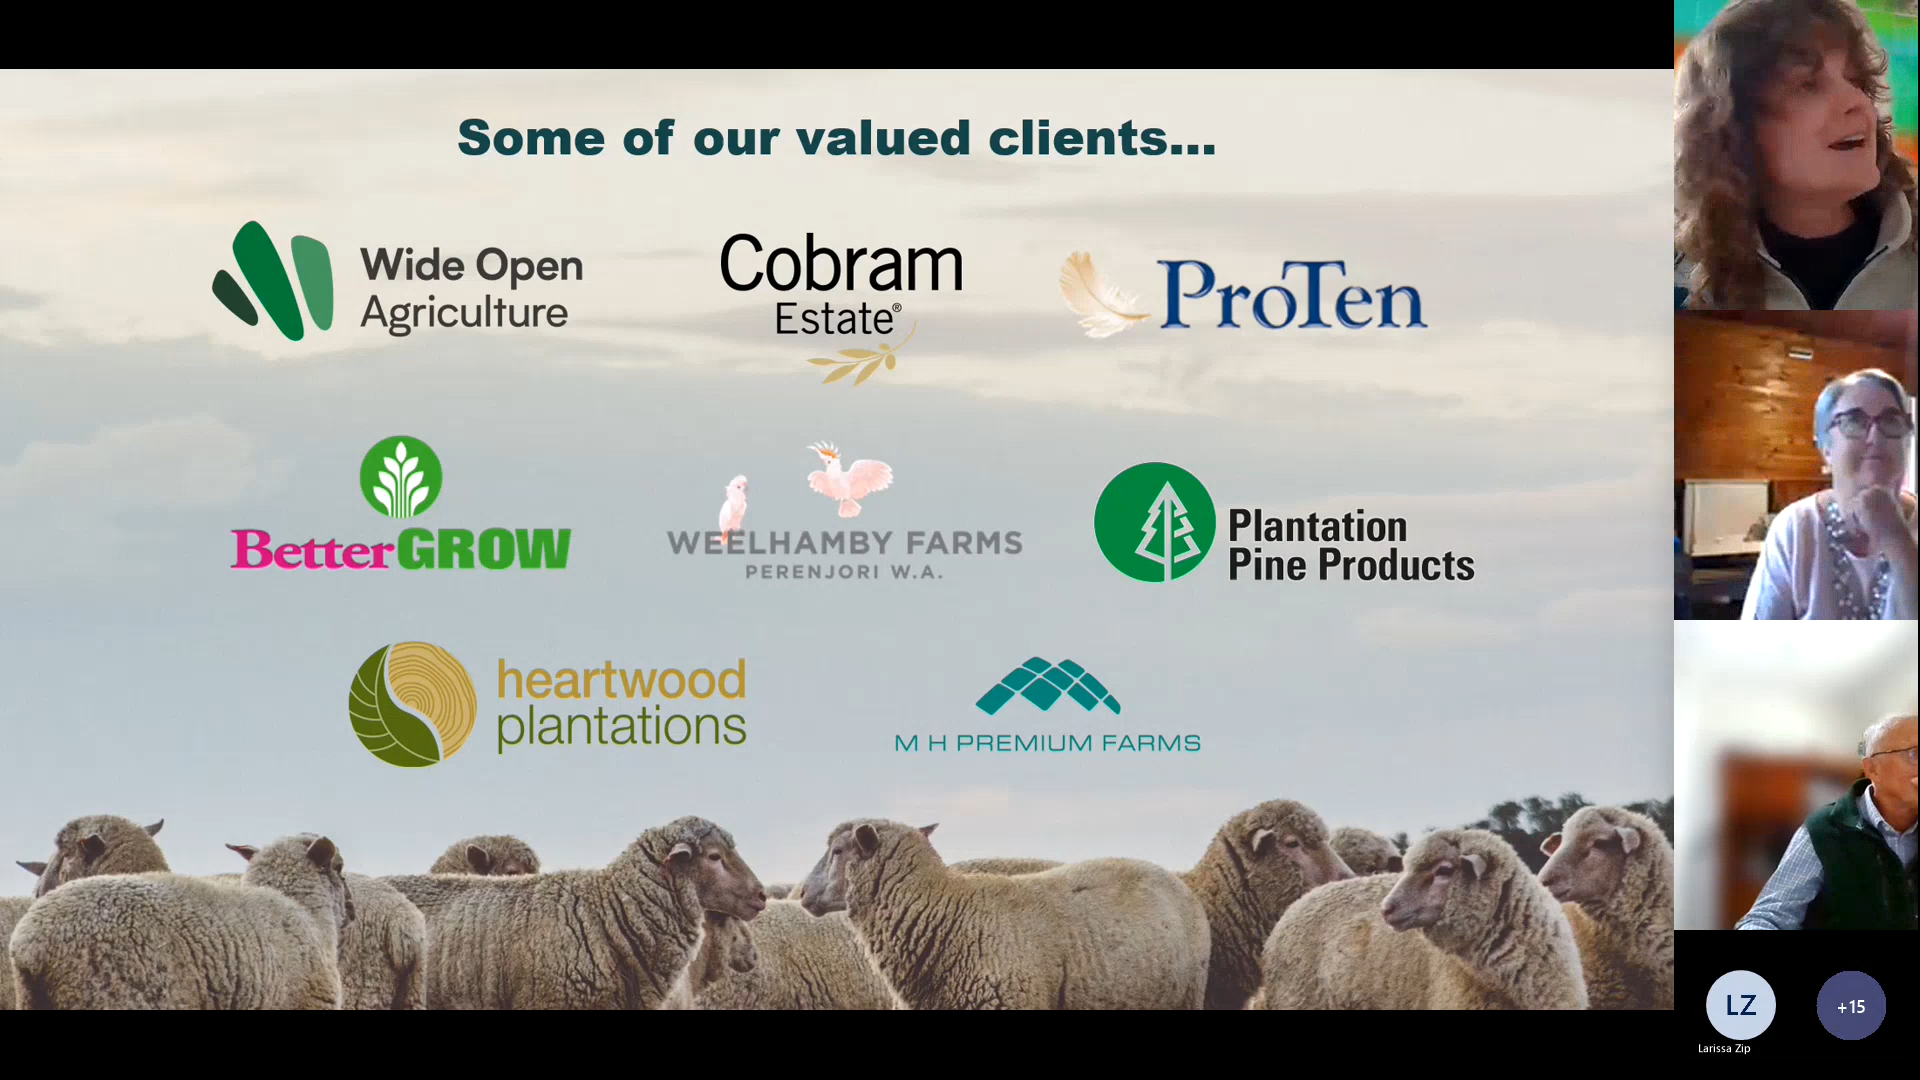 Some of our valued clients...
Wide Open
Agriculture
Cobram
Estate®
ProTen
BetterGROW
WEELHAMBY FARMS
PERENJORI W.A.
Plantation
Pine Products
heartwood
plantations
M H PREMIUM FARMS
LZ
+15
Larissa Zip